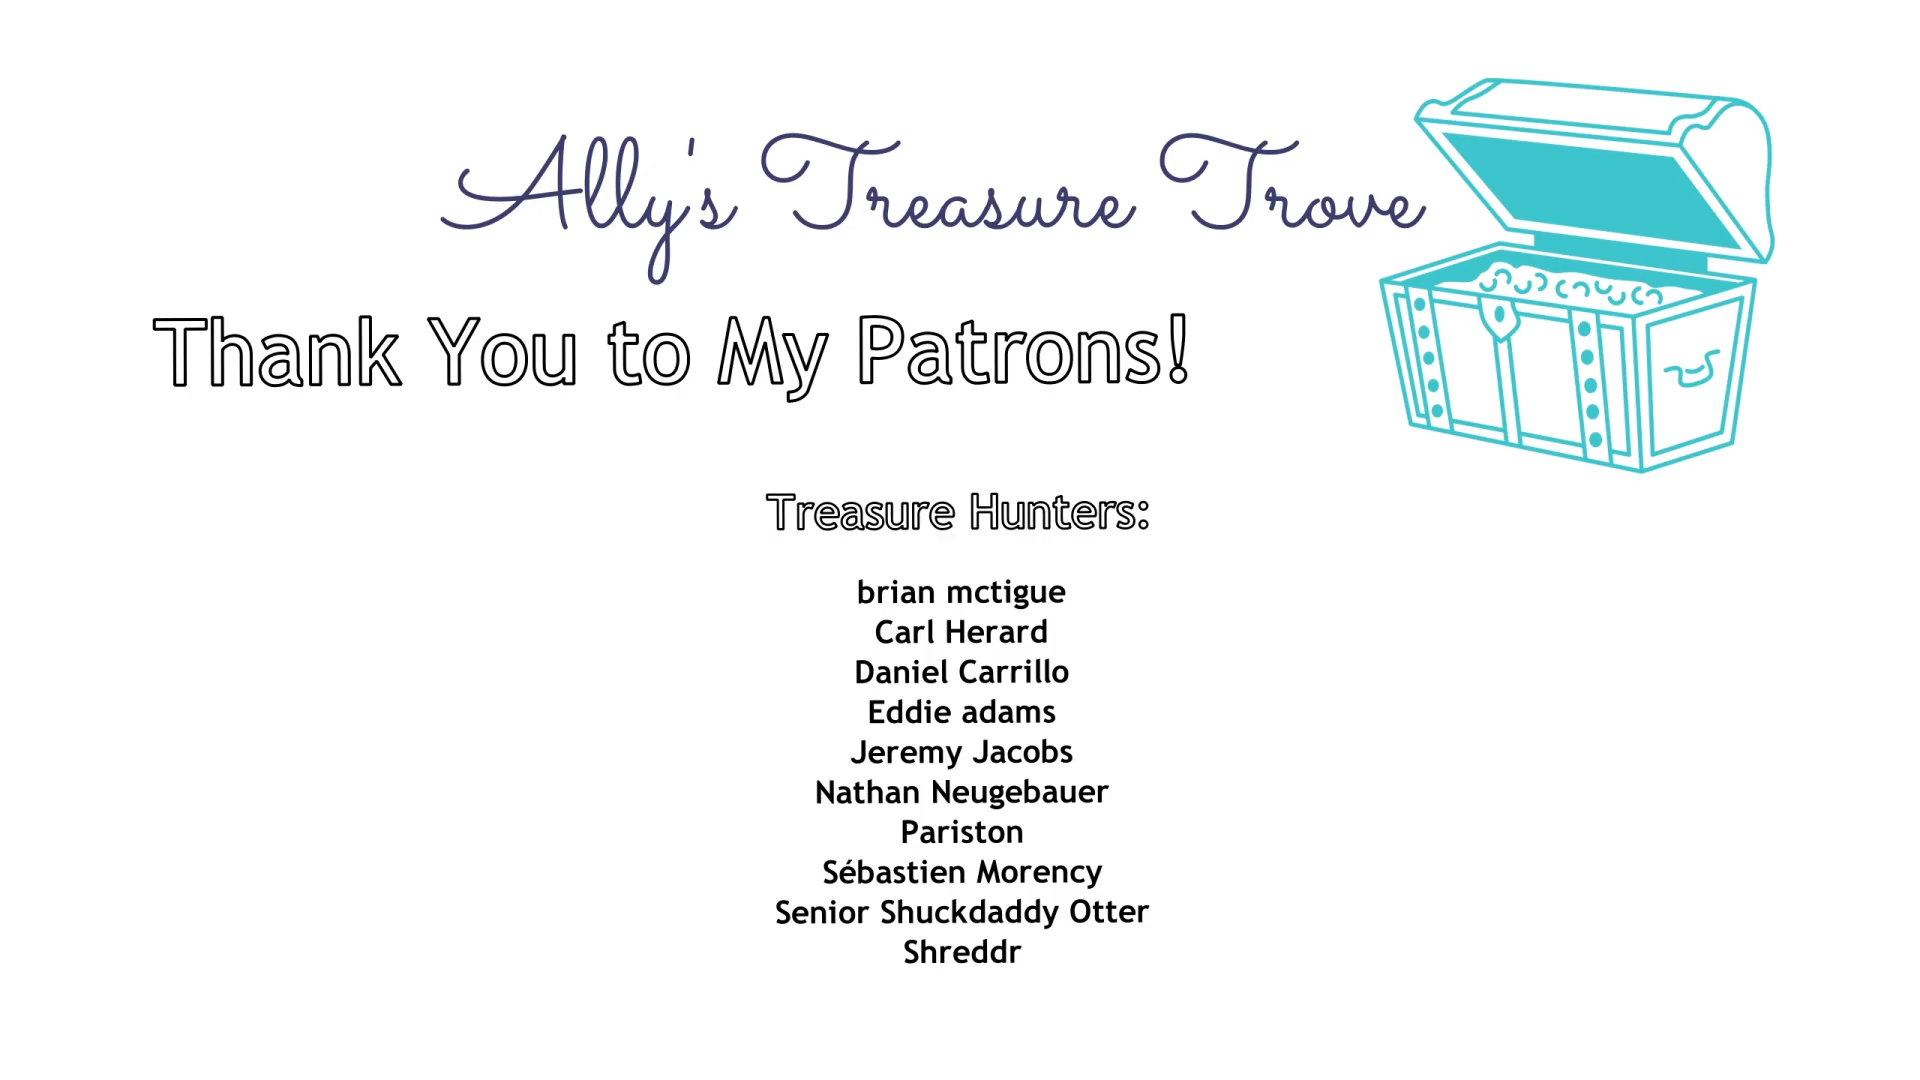 Ally's Treasure Trove
Thank You to My Patrons!
Treasure Hunters:
brian mctigue
Carl Herard
Daniel Carrillo
Eddie adams
Jeremy Jacobs
Nathan Neugebauer
Pariston
Sébastien Morency
Senior Shuckdaddy Otter
Shreddr